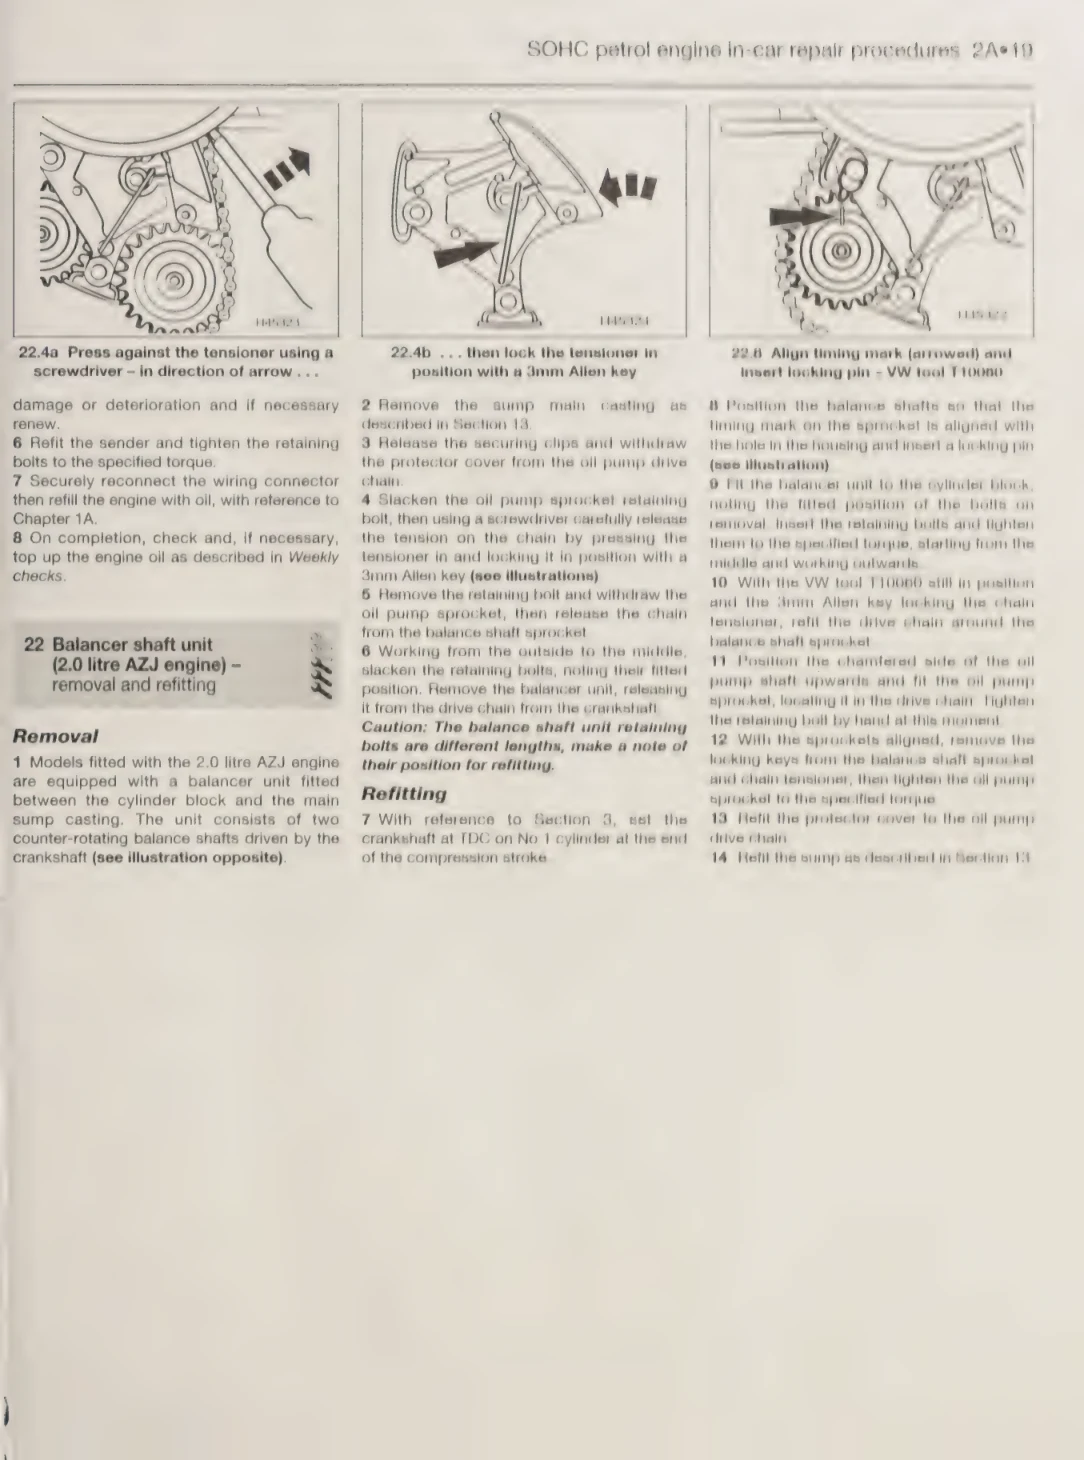 SOHC petrol engine in-car repair procedures 2A•19
H45323
H45324
H45322
22.4a Press against the tensioner using a
screwdriver – in direction of arrow . . .
22.4b . . . then lock the tensioner in
position with a 3mm Allen key
22.8 Align timing mark (arrowed) and
insert locking pin – VW tool T10060
damage or deterioration and if necessary
renew.
6 Refit the sender and tighten the retaining
bolts to the specified torque.
7 Securely reconnect the wiring connector
then refill the engine with oil, with reference to
Chapter 1A.
8 On completion, check and, if necessary,
top up the engine oil as described in Weekly
checks.
22 Balancer shaft unit
(2.0 litre AZJ engine) –
removal and refitting
Removal
1 Models fitted with the 2.0 litre AZJ engine
are equipped with a balancer unit fitted
between the cylinder block and the main
sump casting. The unit consists of two
counter-rotating balance shafts driven by the
crankshaft (see illustration opposite).
2 Remove the sump main casting as
described in Section 13.
3 Release the securing clips and withdraw
the protector cover from the oil pump drive
chain.
4 Slacken the oil pump sprocket retaining
bolt, then using a screwdriver carefully release
the tension on the chain by pressing the
tensioner in and locking it in position with a
3mm Allen key (see illustrations)
5 Remove the retaining bolt and withdraw the
oil pump sprocket, then release the chain
from the balance shaft sprocket
6 Working from the outside to the middle,
slacken the retaining bolts, noting their fitted
position. Remove the balancer unit, releasing
it from the drive chain from the crankshaft
Caution: The balance shaft unit retaining
bolts are different lengths, make a note of
their position for refitting.
Refitting
7 With reference to Section 3, set the
crankshaft at TDC on No 1 cylinder at the end
of the compression stroke
8 Position the balance shafts so that the
timing mark on the sprocket is aligned with
the hole in the housing and insert a locking pin
(see illustration)
9 Fit the balancer unit to the cylinder block,
noting the fitted position of the bolts on
removal. Insert the retaining bolts and tighten
them to the specified torque, starting from the
middle and working outwards
10 With the VW tool T10060 still in position
and the 3mm Allen key locking the chain
tensioner, refit the drive chain around the
balance shaft sprocket
11 Position the chamfered side of the oil
pump shaft upwards and fit the oil pump
sprocket, locating it in the drive chain Tighten
the retaining bolt by hand at this moment
12 With the sprockets aligned, remove the
locking keys from the balance shaft sprocket
and chain tensioner, then tighten the oil pump
sprocket to the specified torque
13 Refit the protector cover to the oil pump
drive chain
14 Refit the sump as described in Section 13